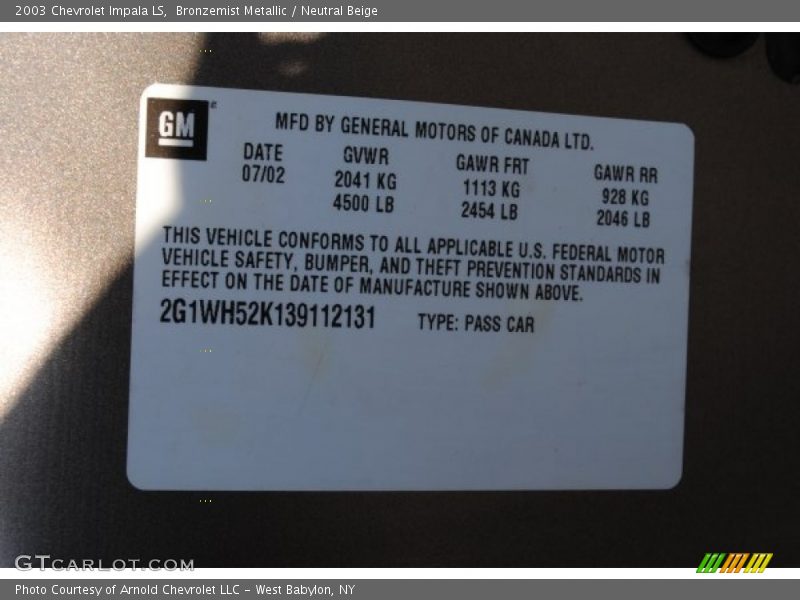 2003 Chevrolet Impala LS, Bronzemist Metallic / Neutral Beige
GM
MFD BY GENERAL MOTORS OF CANADA LTD.
DATE GVWR GAWR FRT GAWR RR
07/02 2041 KG 1113 KG 928 KG
4500 LB 2454 LB 2046 LB
THIS VEHICLE CONFORMS TO ALL APPLICABLE U.S. FEDERAL MOTOR
VEHICLE SAFETY, BUMPER, AND THEFT PREVENTION STANDARDS IN
EFFECT ON THE DATE OF MANUFACTURE SHOWN ABOVE.
2G1WH52K139112131 TYPE: PASS CAR
GTCARLOT.COM
Photo Courtesy of Arnold Chevrolet LLC - West Babylon, NY